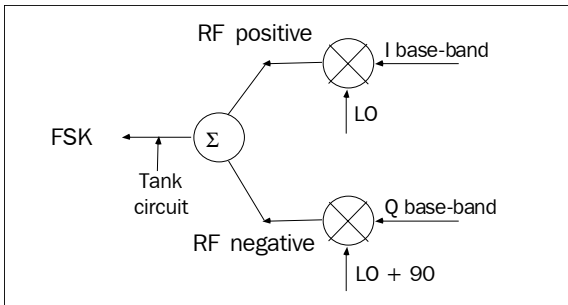 RF positive
I base-band
LO
Σ
FSK
Tank
circuit
Q base-band
RF negative
LO + 90